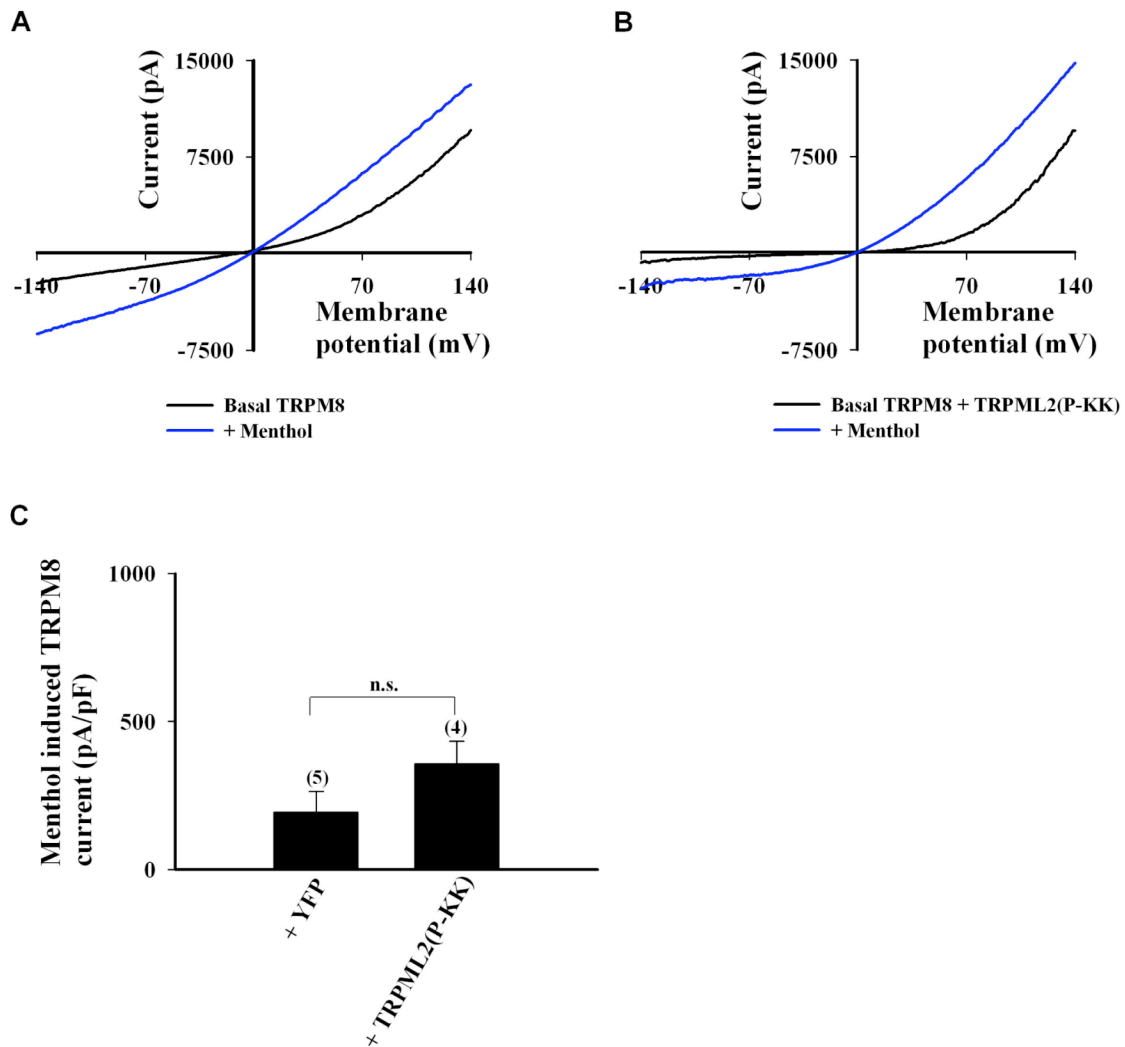 A
15000
Current (pA)
7500
-140
-70
70
140
Membrane
potential (mV)
-7500
Basal TRPM8
+ Menthol
B
15000
Current (pA)
7500
-140
-70
70
140
Membrane
potential (mV)
-7500
Basal TRPM8 + TRPML2(P-KK)
+ Menthol
C
Menthol induced TRPM8
current (pA/pF)
1000
500
0
n.s.
(5)
(4)
+ YFP
+ TRPML2(P-KK)